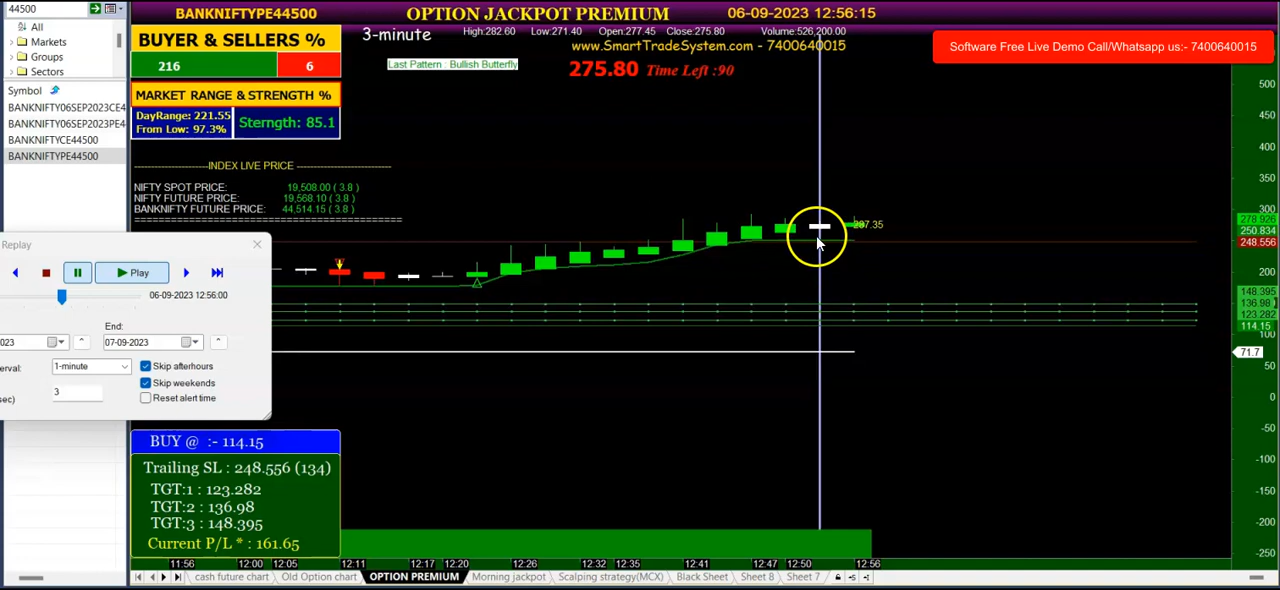 44500
BANKNIFTYPE44500
OPTION JACKPOT PREMIUM
06-09-2023 12:56:15
All
Markets
Groups
Sectors
Symbol
BANKNIFTY06SEP2023CE4
BANKNIFTY06SEP2023PE4
BANKNIFTYCE44500
BANKNIFTYPE44500
BUYER & SELLERS %
216 6
MARKET RANGE & STRENGTH %
DayRange: 221.55
From Low: 97.3%
Sterngth: 85.1
3-minute
High:282.60 Low:271.40 Open:277.45 Close:275.80 Volume:526,200.00
www.SmartTradeSystem.com - 7400640015
Last Pattern : Bullish Butterfly
275.80 Time Left :90
Software Free Live Demo Call/Whatsapp us:- 7400640015
INDEX LIVE PRICE
NIFTY SPOT PRICE: 19,508.00 ( 3.8 )
NIFTY FUTURE PRICE: 19,568.10 ( 3.8 )
BANKNIFTY FUTURE PRICE: 44,514.15 ( 3.8 )
Replay
Play
06-09-2023 12:56:00
End:
2023
07-09-2023
erval:
1-minute
Skip afterhours
Skip weekends
sec)
3
Reset alert time
BUY @ :- 114.15
Trailing SL : 248.556 (134)
TGT:1 : 123.282
TGT:2 : 136.98
TGT:3 : 148.395
Current P/L * : 161.65
500
450
400
350
300
278.926
250.834
248.556
200
148.395
136.98
123.282
114.15
100
71.7
50
0
-50
-100
-150
-200
-250
11:56 12:00 12:05 12:11 12:17 12:20 12:26 12:32 12:35 12:41 12:47 12:50 12:56
cash future chart Old Option chart OPTION PREMIUM Morning jackpot Scalping strategy(MCX) Black Sheet Sheet 8 Sheet 7